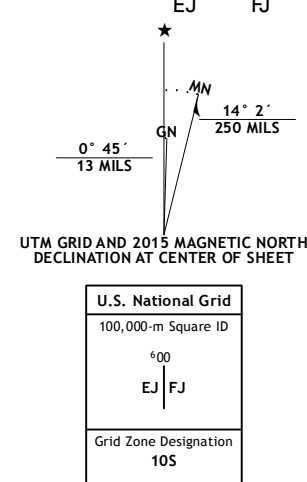 EJ FJ
★
MN
GN
14° 2´
250 MILS
0° 45´
13 MILS
UTM GRID AND 2015 MAGNETIC NORTH
DECLINATION AT CENTER OF SHEET
U.S. National Grid
100,000-m Square ID
⁶00
EJ FJ
Grid Zone Designation
10S